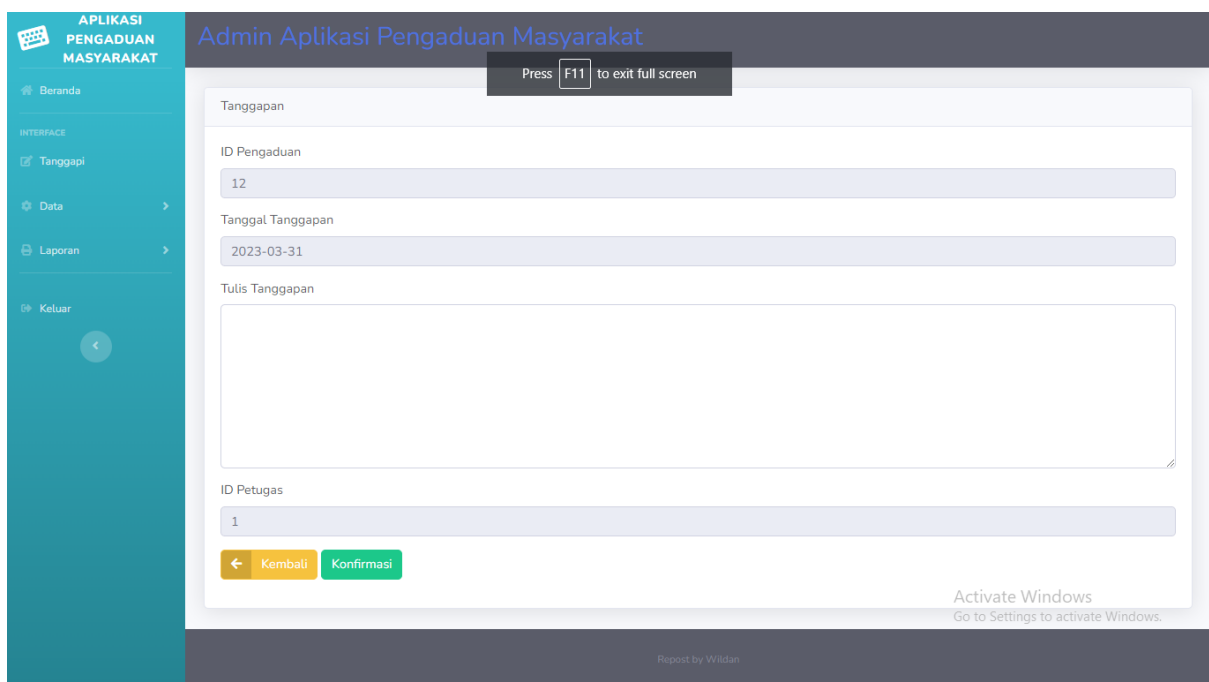 APLIKASI
PENGADUAN
MASYARAKAT
Beranda
INTERFACE
Tanggapi
Data
Laporan
Keluar
Admin Aplikasi Pengaduan Masyarakat
Press F11 to exit full screen
Tanggapan
ID Pengaduan
12
Tanggal Tanggapan
2023-03-31
Tulis Tanggapan
ID Petugas
1
Kembali Konfirmasi
Activate Windows
Go to Settings to activate Windows.
Repost by Wildan